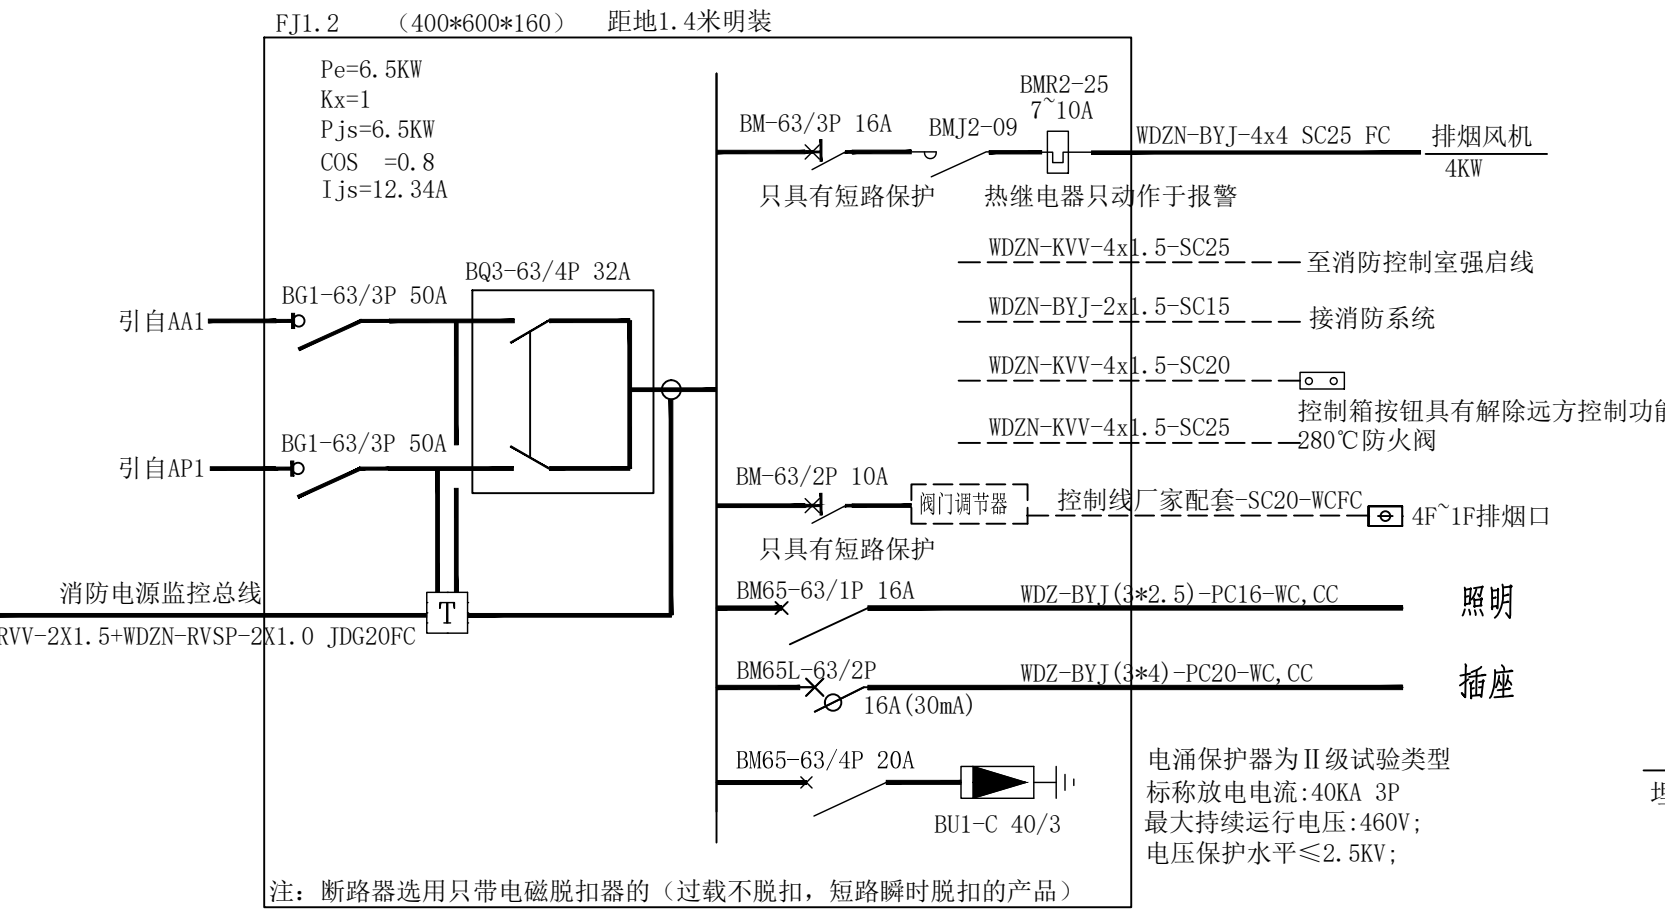 FJ1.2 （400*600*160） 距地1.4米明装
Pe=6.5KW
Kx=1
Pjs=6.5KW
COS =0.8
Ijs=12.34A
BMR2-25
7~10A
BM-63/3P 16A
BMJ2-09
WDZN-BYJ-4x4 SC25 FC
排烟风机
4KW
只具有短路保护
热继电器只动作于报警
WDZN-KVV-4x1.5-SC25
至消防控制室强启线
BQ3-63/4P 32A
BG1-63/3P 50A
引自AA1
WDZN-BYJ-2x1.5-SC15
接消防系统
WDZN-KVV-4x1.5-SC20
控制箱按钮具有解除远方控制功能
WDZN-KVV-4x1.5-SC25
280℃防火阀
BG1-63/3P 50A
引自AP1
BM-63/2P 10A
阀门调节器
控制线厂家配套-SC20-WCFC
4F~1F排烟口
只具有短路保护
消防电源监控总线
T
RVV-2X1.5+WDZN-RVSP-2X1.0 JDG20FC
BM65-63/1P 16A
WDZ-BYJ(3*2.5)-PC16-WC,CC
照明
BM65L-63/2P
16A(30mA)
WDZ-BYJ(3*4)-PC20-WC,CC
插座
BM65-63/4P 20A
BU1-C 40/3
电涌保护器为Ⅱ级试验类型
标称放电电流:40KA 3P
最大持续运行电压:460V;
电压保护水平≤2.5KV;
注: 断路器选用只带电磁脱扣器的（过载不脱扣，短路瞬时脱扣的产品）